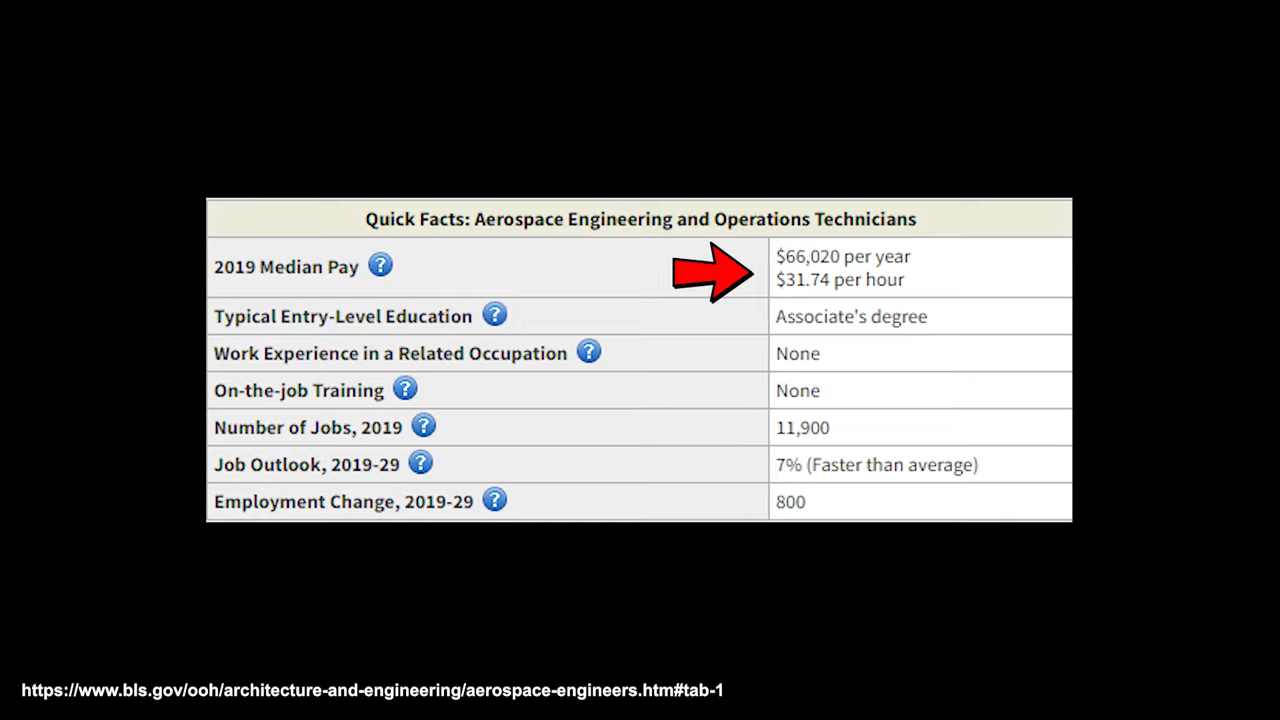 Quick Facts: Aerospace Engineering and Operations Technicians
2019 Median Pay ?
$66,020 per year
$31.74 per hour
Typical Entry-Level Education ?
Associate's degree
Work Experience in a Related Occupation ?
None
On-the-job Training ?
None
Number of Jobs, 2019 ?
11,900
Job Outlook, 2019-29 ?
7% (Faster than average)
Employment Change, 2019-29 ?
800
https://www.bls.gov/ooh/architecture-and-engineering/aerospace-engineers.htm#tab-1